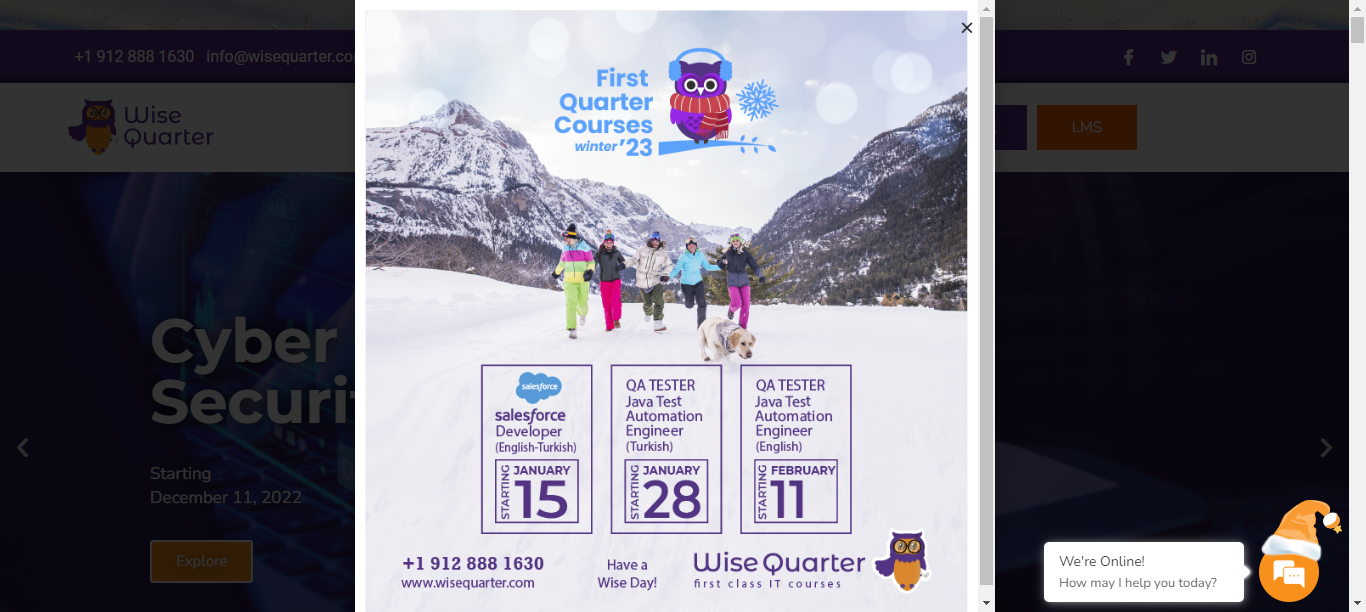 +1 912 888 1630 info@wisequarter.co
Wise
Quarter
LMS
Cyber
Securi
Starting
December 11, 2022
Explore
First
Quarter
Courses
winter '23
salesforce
salesforce
Developer
(English-Turkish)
STARTING
JANUARY
15
QA TESTER
Java Test
Automation
Engineer
(Turkish)
STARTING
JANUARY
28
QA TESTER
Java Test
Automation
Engineer
(English)
STARTING
FEBRUARY
11
+1 912 888 1630
www.wisequarter.com
Have a
Wise Day!
Wise Quarter
first class IT courses
We're Online!
How may I help you today?